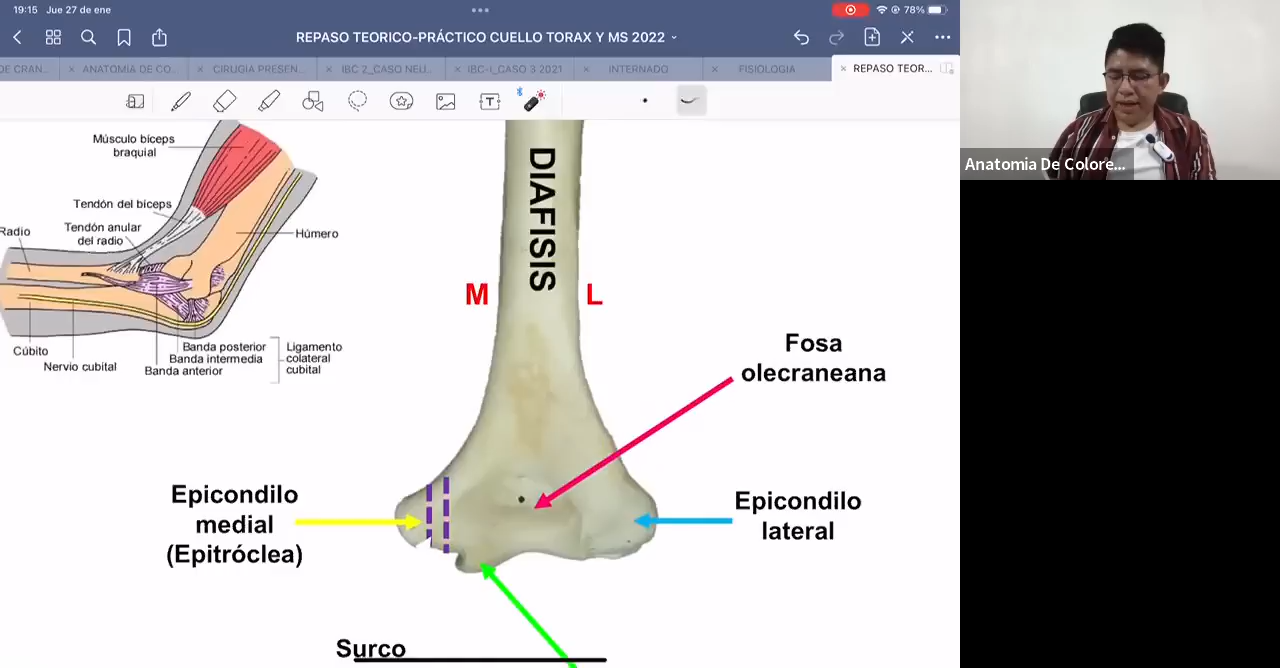 19:15 Jue 27 de ene
78%
REPASO TEORICO-PRÁCTICO CUELLO TORAX Y MS 2022
DE CRAN...
ANATOMIA DE CO...
CIRUGIA PRESEN...
IBC 2_CASO NEU...
IBC-I_CASO 3 2021
INTERNADO
FISIOLOGIA
REPASO TEOR...
Músculo bíceps
braquial
Tendón del bíceps
Tendón anular
del radio
Radio
Húmero
Cúbito
Nervio cubital
Banda posterior
Banda intermedia
Banda anterior
Ligamento
colateral
cubital
DIAFISIS
M
L
Fosa
olecraneana
Epicondilo
medial
(Epitróclea)
Epicondilo
lateral
Surco
Anatomia De Colore...